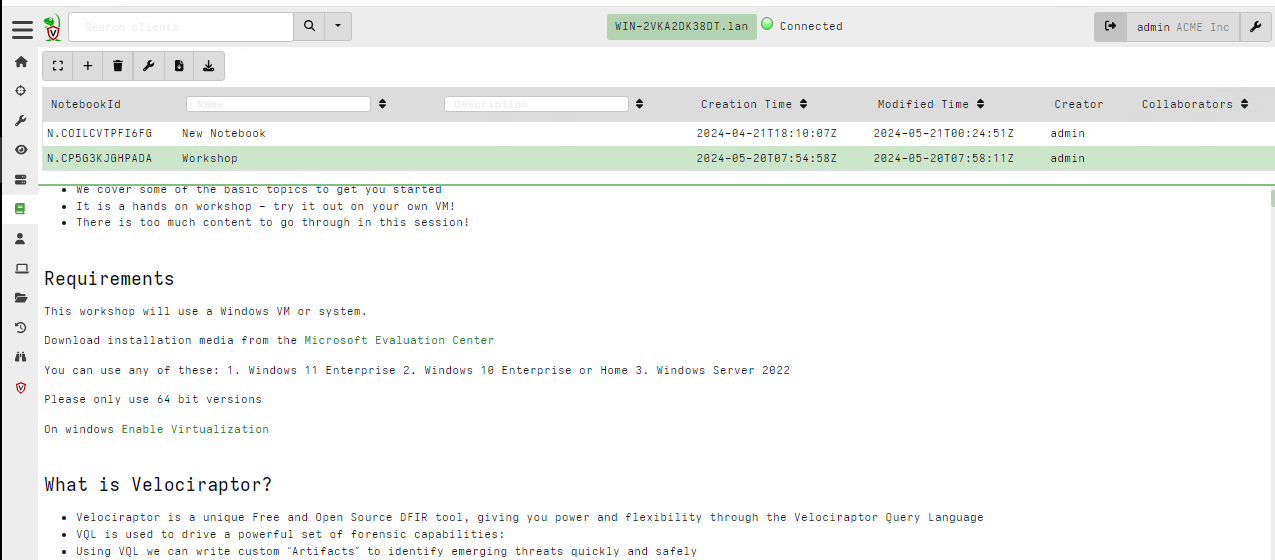 Search clients
WIN-2VKA2DK38DT.lan Connected
admin ACME Inc
NotebookId Name Description Creation Time Modified Time Creator Collaborators
N.COILCVTPFI6FG New Notebook 2024-04-21T18:10:07Z 2024-05-21T00:24:51Z admin
N.CP5G3KJGHPADA Workshop 2024-05-20T07:54:58Z 2024-05-20T07:58:11Z admin
• We cover some of the basic topics to get you started
• It is a hands on workshop – try it out on your own VM!
• There is too much content to go through in this session!
Requirements
This workshop will use a Windows VM or system.
Download installation media from the Microsoft Evaluation Center
You can use any of these: 1. Windows 11 Enterprise 2. Windows 10 Enterprise or Home 3. Windows Server 2022
Please only use 64 bit versions
On windows Enable Virtualization
What is Velociraptor?
• Velociraptor is a unique Free and Open Source DFIR tool, giving you power and flexibility through the Velociraptor Query Language
• VQL is used to drive a powerful set of forensic capabilities:
• Using VQL we can write custom “Artifacts” to identify emerging threats quickly and safely